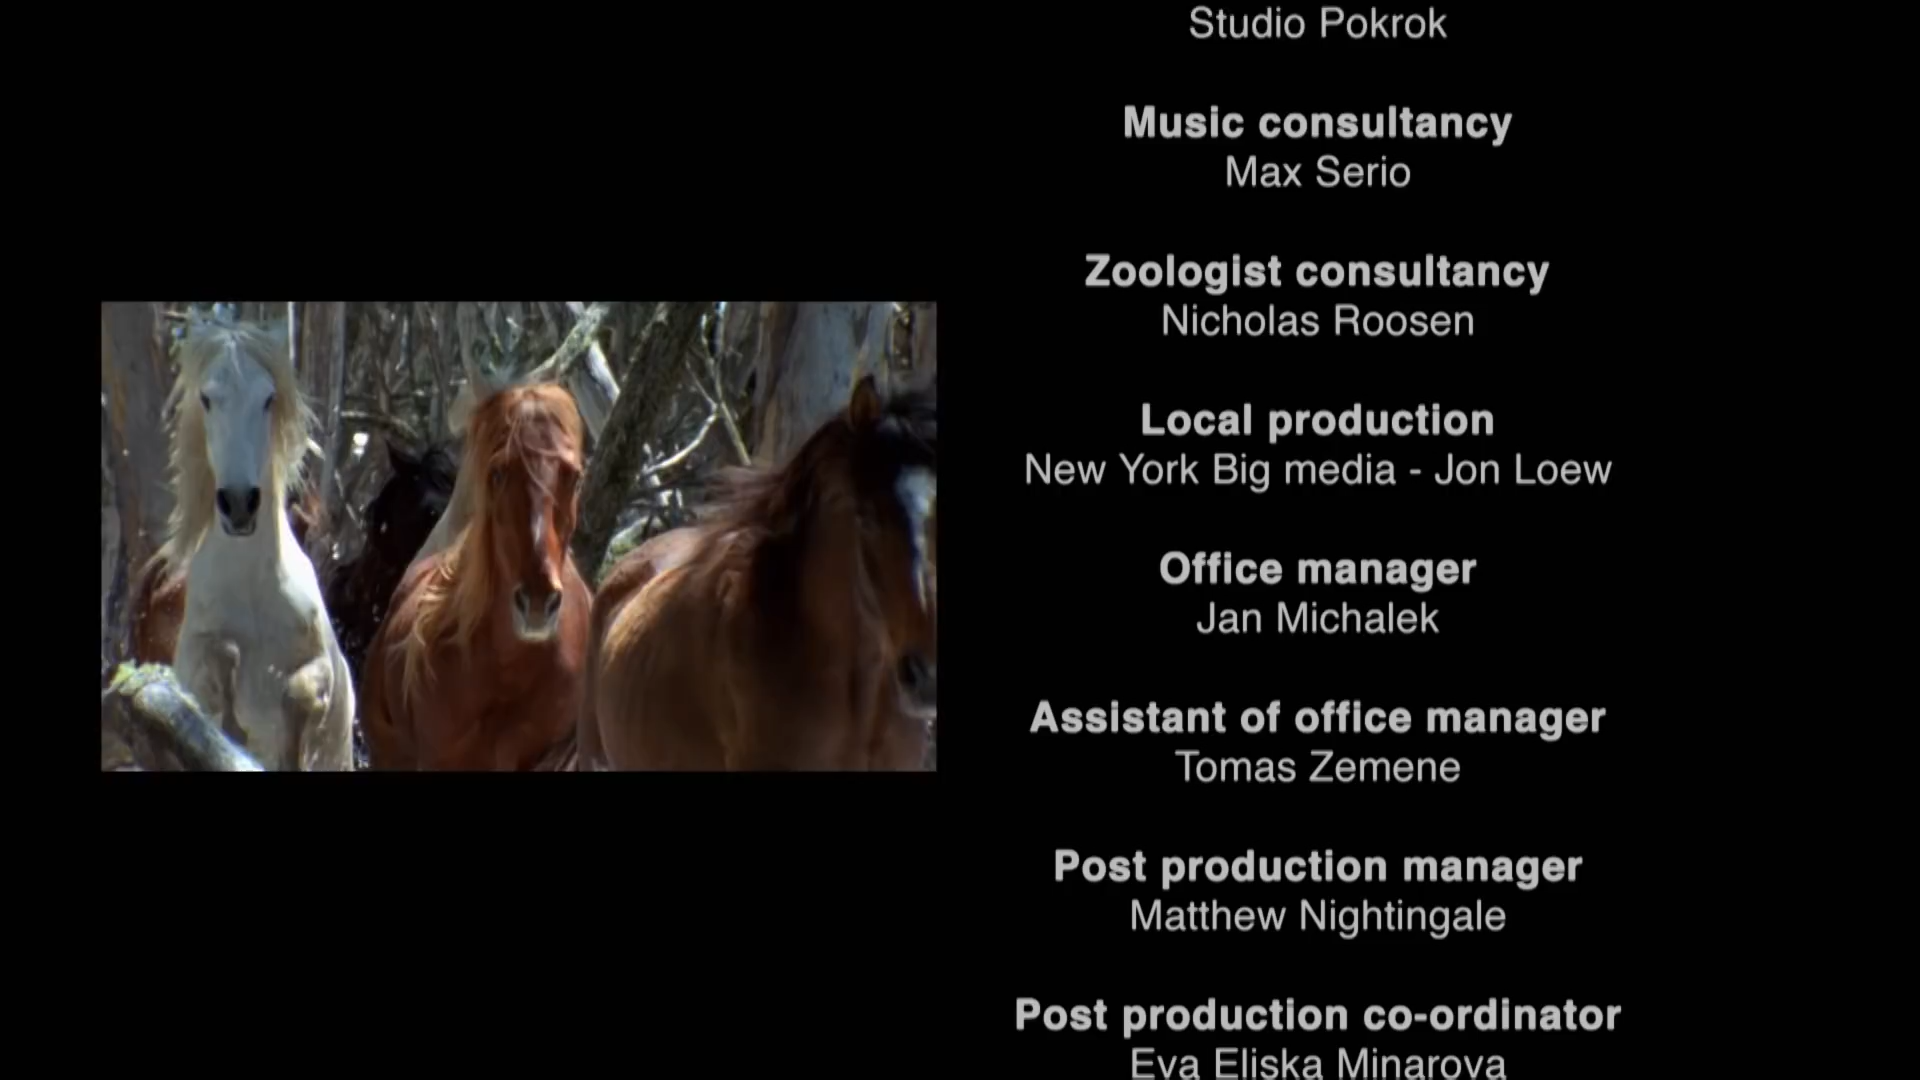 Studio Pokrok
Music consultancy
Max Serio
Zoologist consultancy
Nicholas Roosen
Local production
New York Big media - Jon Loew
Office manager
Jan Michalek
Assistant of office manager
Tomas Zemene
Post production manager
Matthew Nightingale
Post production co-ordinator
Eva Eliska Minarova